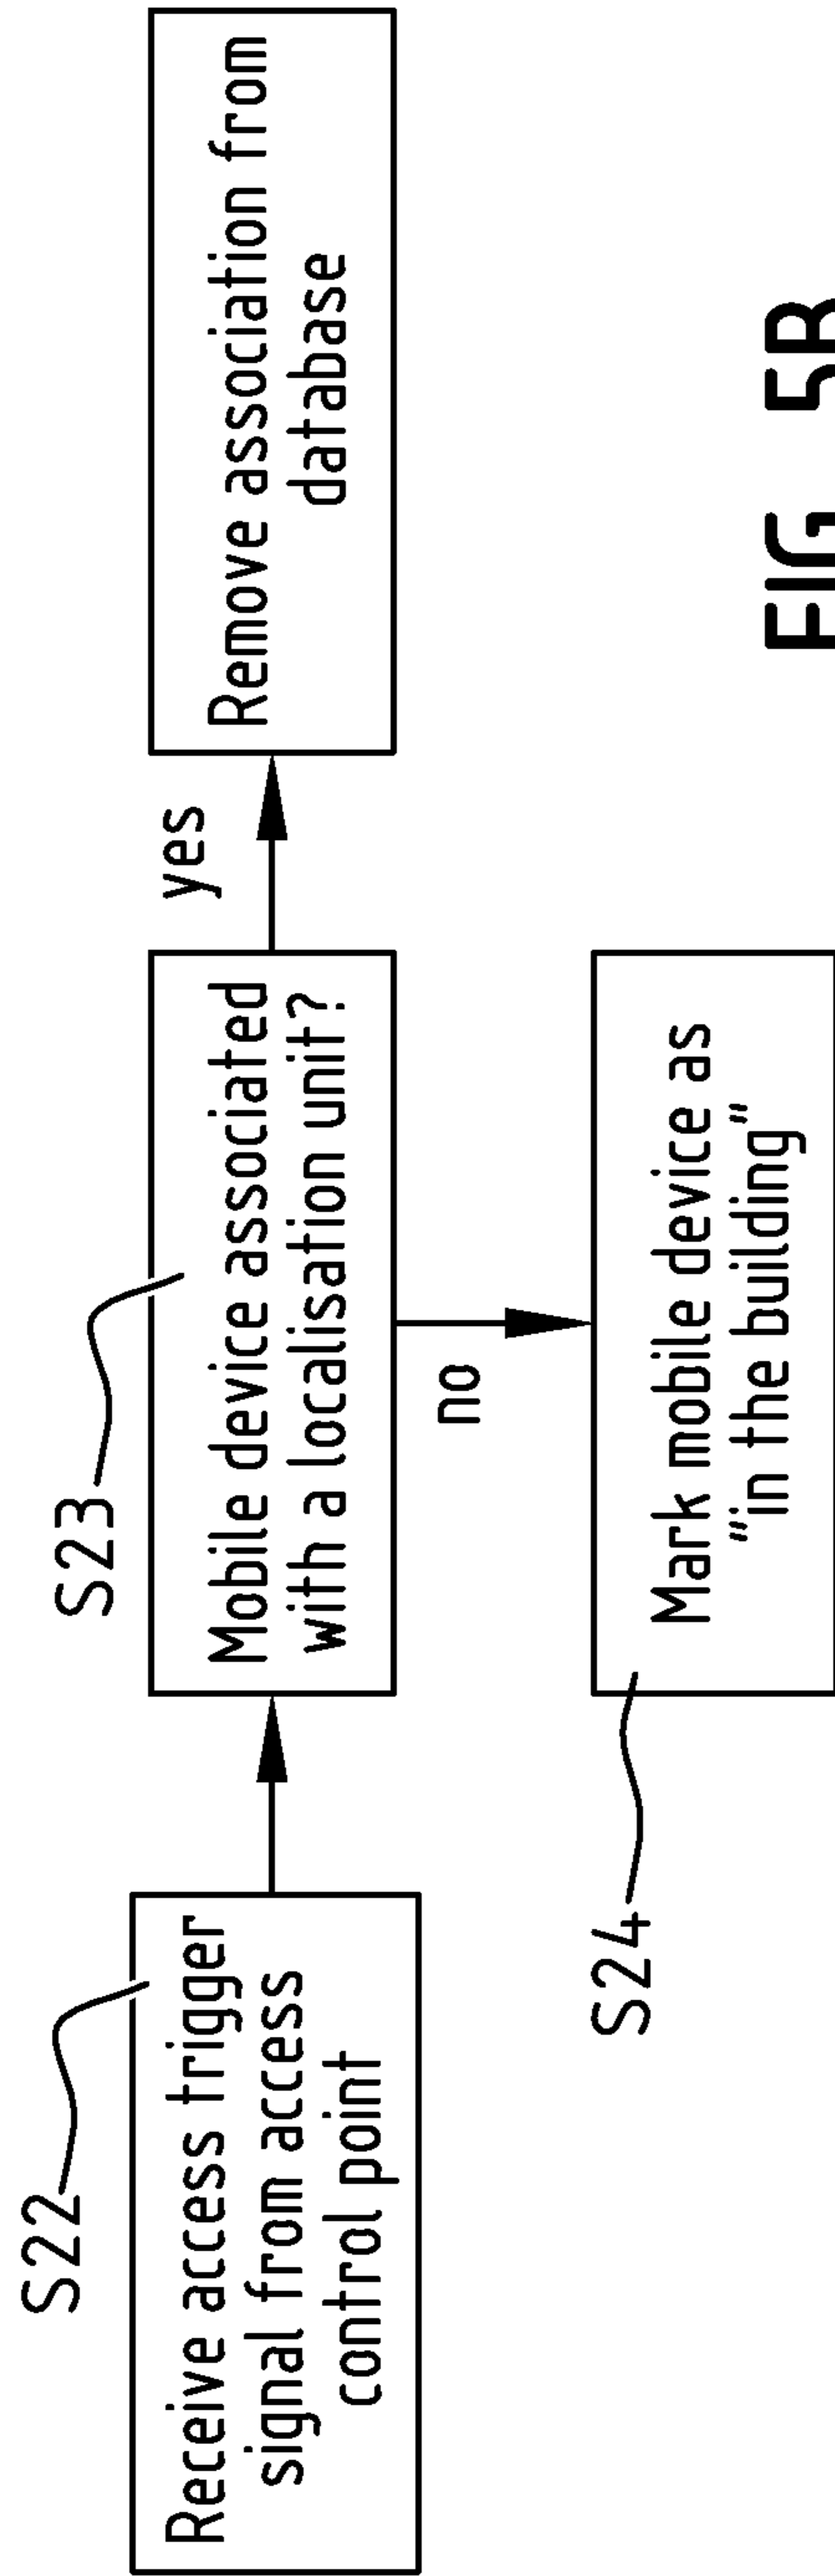 S22
Receive access trigger
signal from access
control point
S23
Mobile device associated
with a localisation unit?
yes
Remove association from
database
no
S24
Mark mobile device as
"in the building"
FIG. 5B